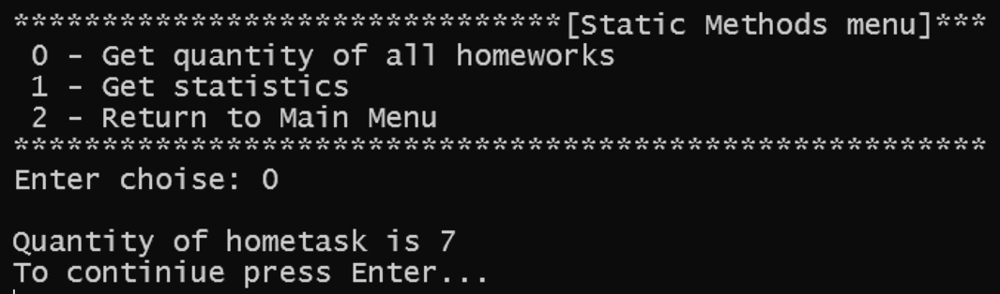 *******************************[Static Methods menu]***
0 - Get quantity of all homeworks
1 - Get statistics
2 - Return to Main Menu
*******************************************************
Enter choise: 0
Quantity of hometask is 7
To continiue press Enter...